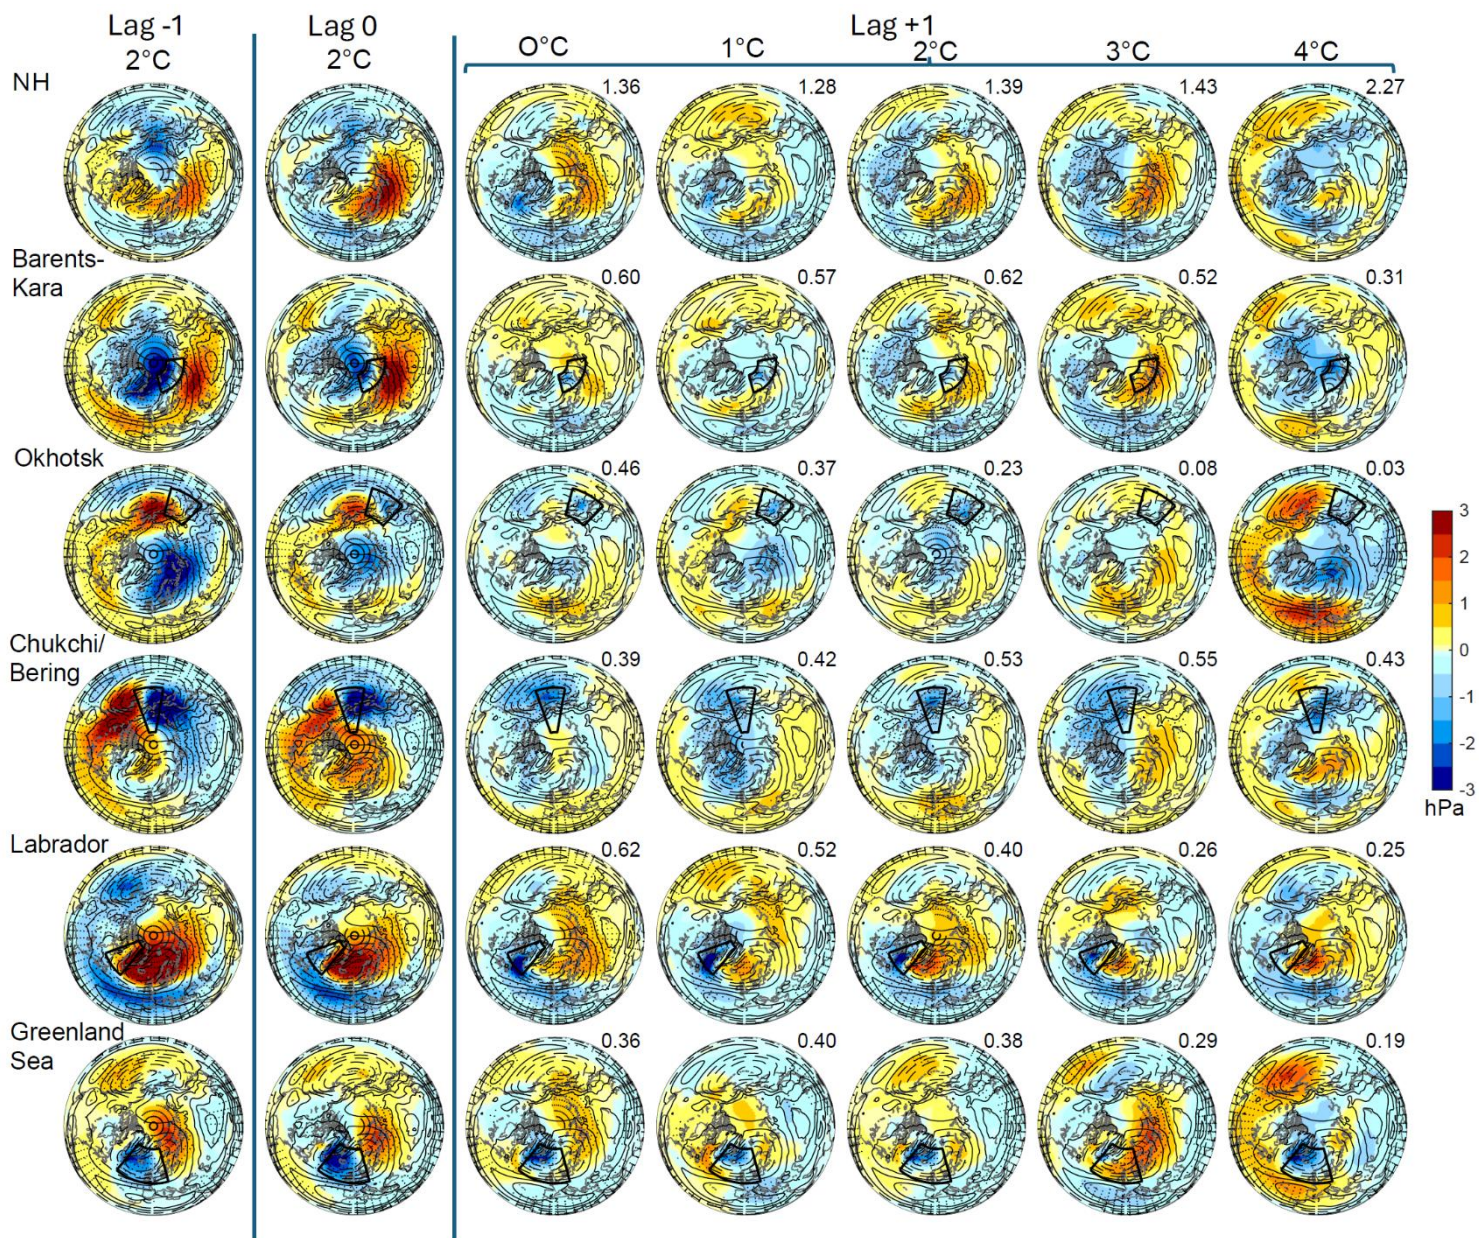 Lag -1 Lag 0 Lag +1
2°C 2°C O°C 1°C 2°C 3°C 4°C
NH 1.36 1.28 1.39 1.43 2.27
Barents-
Kara 0.60 0.57 0.62 0.52 0.31
Okhotsk 0.46 0.37 0.23 0.08 0.03
Chukchi/
Bering 0.39 0.42 0.53 0.55 0.43
Labrador 0.62 0.52 0.40 0.26 0.25
Greenland
Sea 0.36 0.40 0.38 0.29 0.19
3
2
1
0
-1
-2
-3
hPa